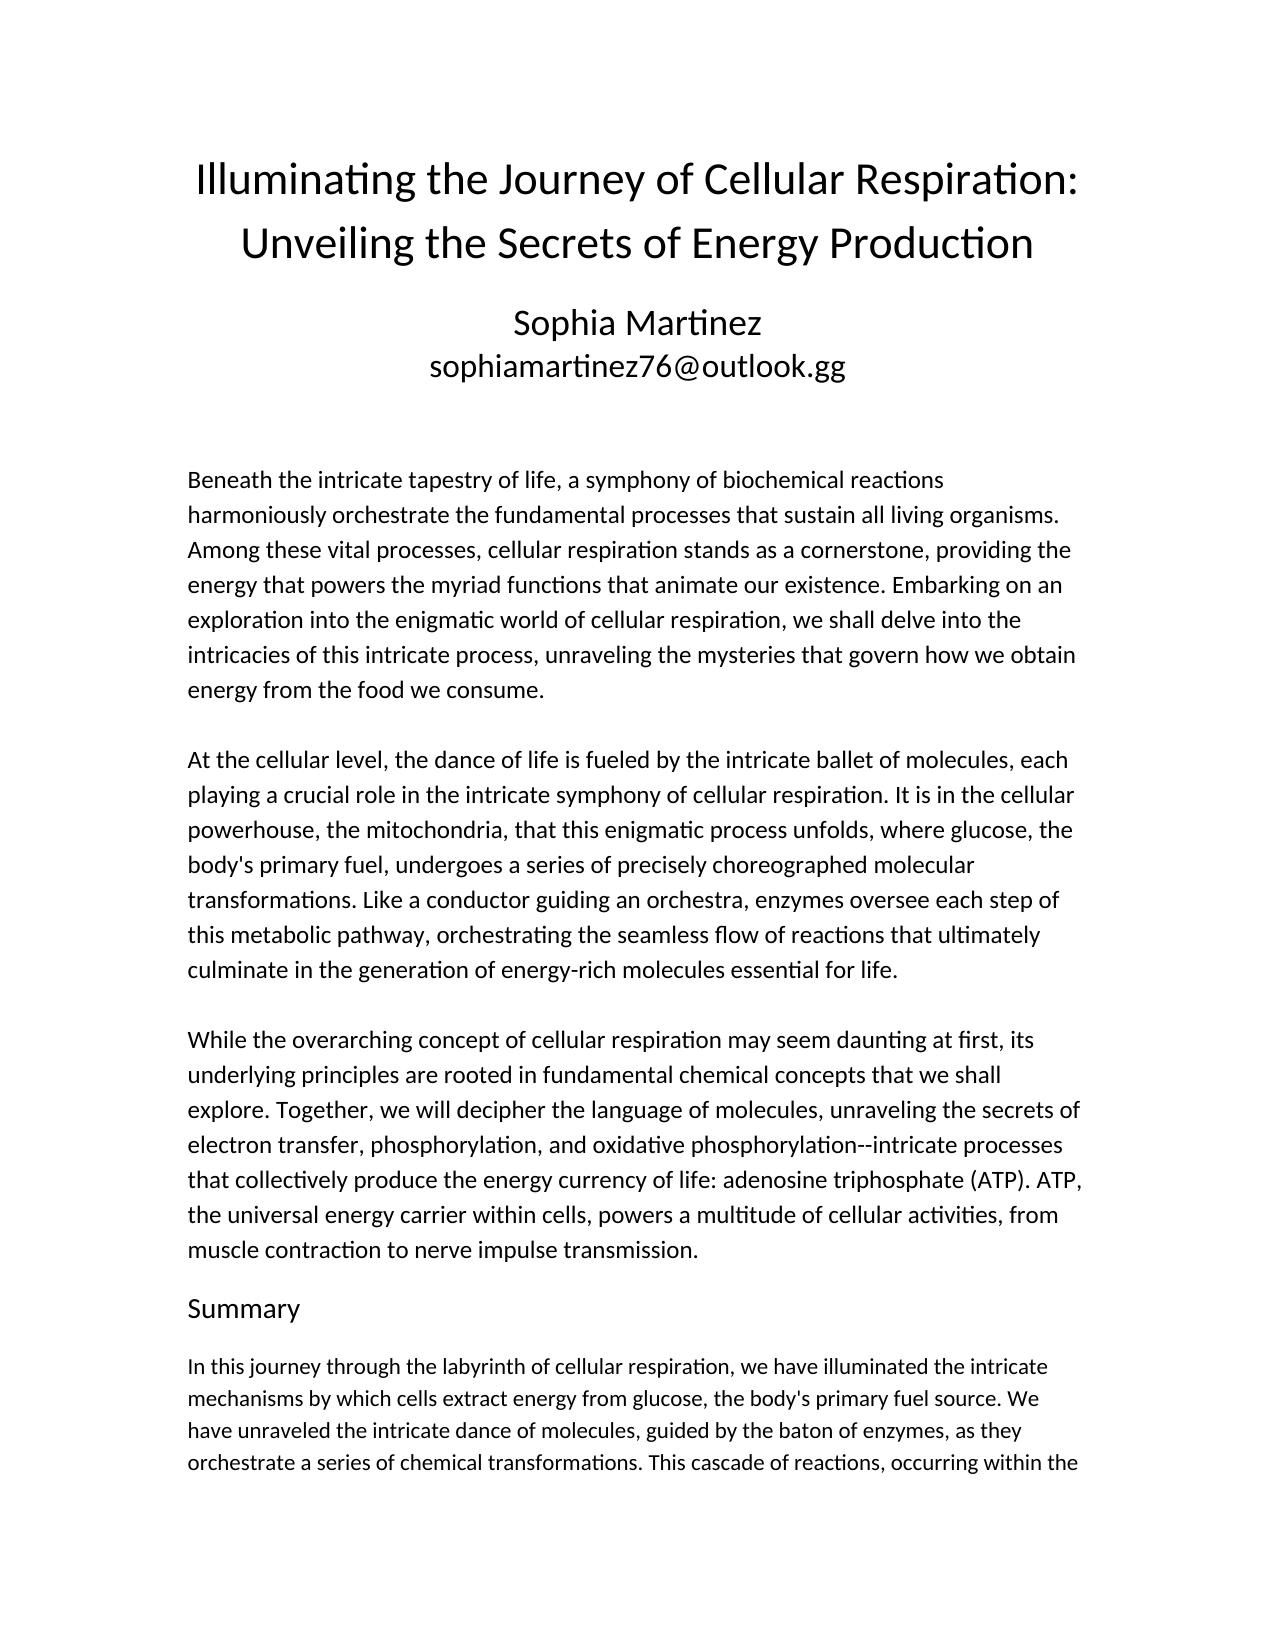 Illuminating the Journey of Cellular Respiration:
Unveiling the Secrets of Energy Production
Sophia Martinez
sophiamartinez76@outlook.gg
Beneath the intricate tapestry of life, a symphony of biochemical reactions
harmoniously orchestrate the fundamental processes that sustain all living organisms.
Among these vital processes, cellular respiration stands as a cornerstone, providing the
energy that powers the myriad functions that animate our existence. Embarking on an
exploration into the enigmatic world of cellular respiration, we shall delve into the
intricacies of this intricate process, unraveling the mysteries that govern how we obtain
energy from the food we consume.
At the cellular level, the dance of life is fueled by the intricate ballet of molecules, each
playing a crucial role in the intricate symphony of cellular respiration. It is in the cellular
powerhouse, the mitochondria, that this enigmatic process unfolds, where glucose, the
body's primary fuel, undergoes a series of precisely choreographed molecular
transformations. Like a conductor guiding an orchestra, enzymes oversee each step of
this metabolic pathway, orchestrating the seamless flow of reactions that ultimately
culminate in the generation of energy-rich molecules essential for life.
While the overarching concept of cellular respiration may seem daunting at first, its
underlying principles are rooted in fundamental chemical concepts that we shall
explore. Together, we will decipher the language of molecules, unraveling the secrets of
electron transfer, phosphorylation, and oxidative phosphorylation--intricate processes
that collectively produce the energy currency of life: adenosine triphosphate (ATP). ATP,
the universal energy carrier within cells, powers a multitude of cellular activities, from
muscle contraction to nerve impulse transmission.
Summary
In this journey through the labyrinth of cellular respiration, we have illuminated the intricate
mechanisms by which cells extract energy from glucose, the body's primary fuel source. We
have unraveled the intricate dance of molecules, guided by the baton of enzymes, as they
orchestrate a series of chemical transformations. This cascade of reactions, occurring within the